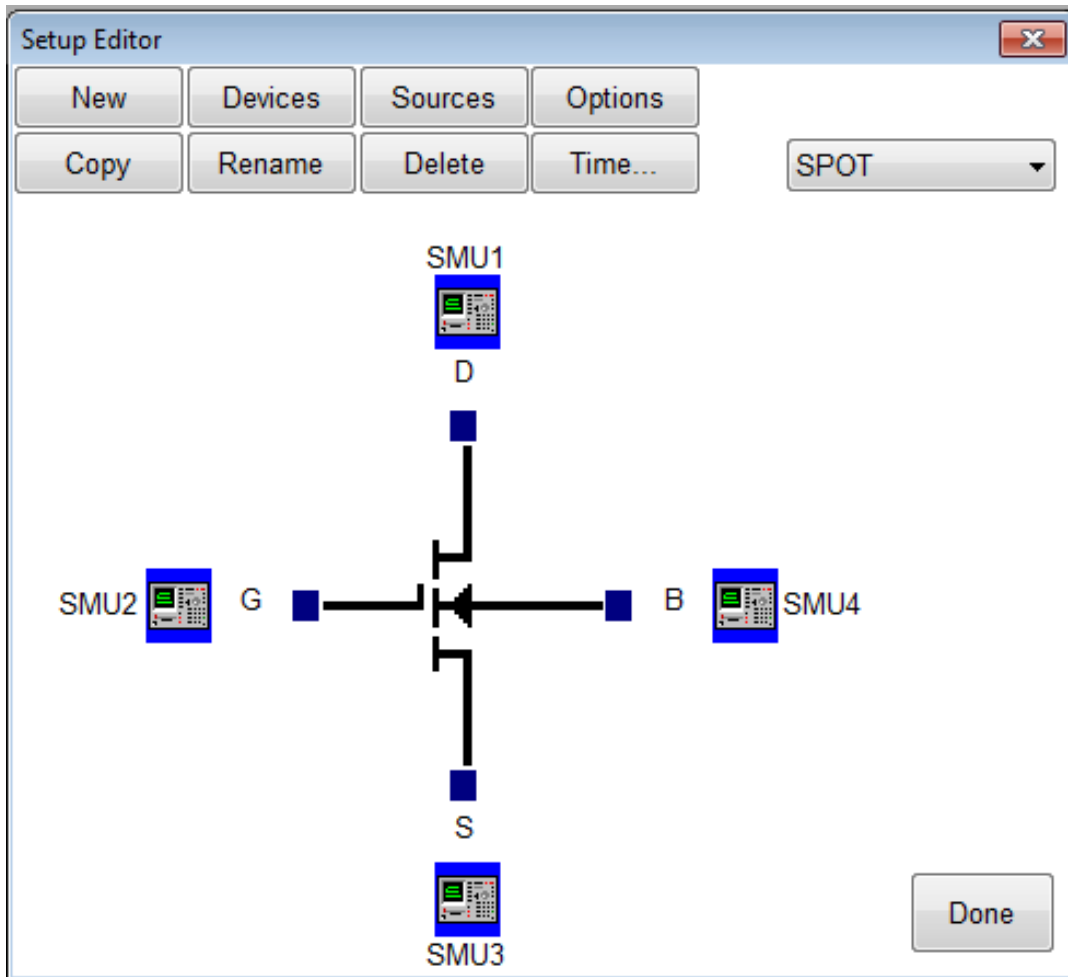 Setup Editor
New Devices Sources Options
Copy Rename Delete Time... SPOT
SMU1
D
SMU2 G B SMU4
S
SMU3
Done